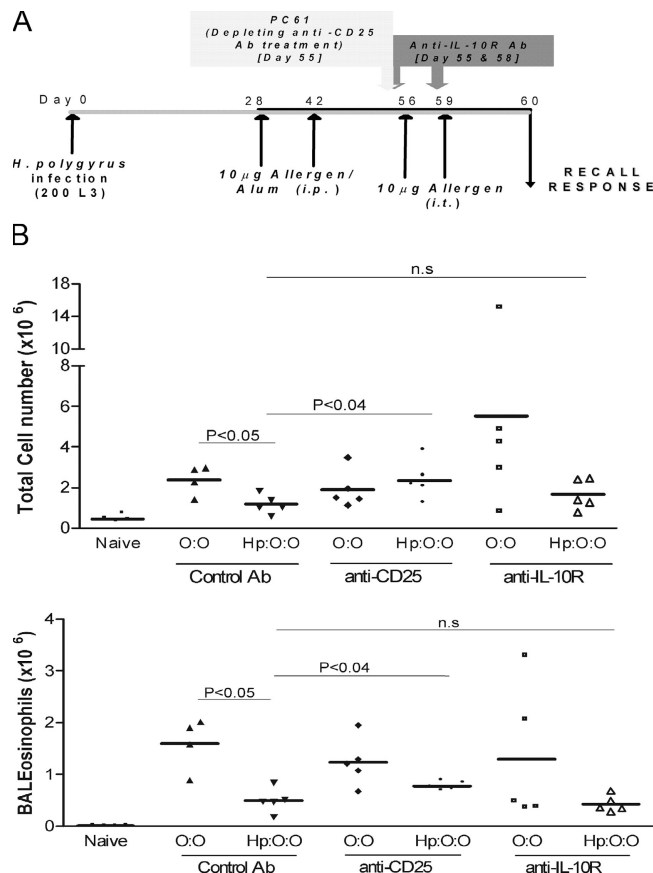 A
PC61
(Depleting anti-CD25
Ab treatment)
[Day 55]
Anti-IL-10R Ab
[Day 55 & 58]
Day 0 28 42 56 59 60
H. polygyrus
infection
(200 L3)
10µg Allergen/
Alum (i.p.)
10µg Allergen
(i.t.)
RECALL
RESPONSE
B
Total Cell number (x10 6)
18
14
10
6
4
2
0
n.s
P<0.04
P<0.05
Naive O:O Hp:O:O O:O Hp:O:O O:O Hp:O:O
Control Ab anti-CD25 anti-IL-10R
BALEosinophils (x10 6)
4
3
2
1
0
n.s
P<0.04
P<0.05
Naive O:O Hp:O:O O:O Hp:O:O O:O Hp:O:O
Control Ab anti-CD25 anti-IL-10R